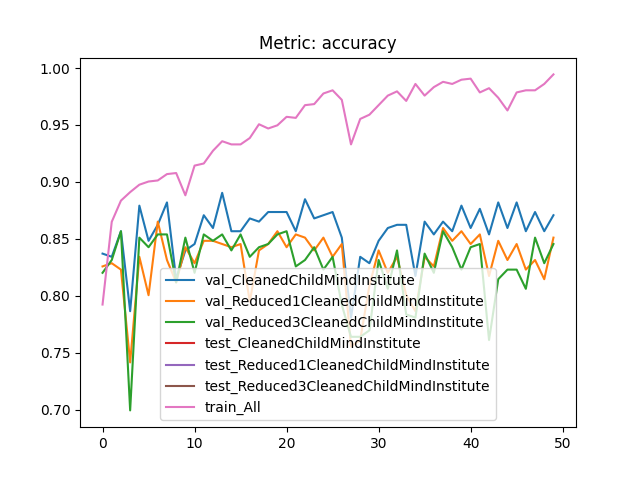 Metric: accuracy
1.00
0.95
0.90
0.85
0.80
0.75
0.70
val_CleanedChildMindInstitute
val_Reduced1CleanedChildMindInstitute
val_Reduced3CleanedChildMindInstitute
test_CleanedChildMindInstitute
test_Reduced1CleanedChildMindInstitute
test_Reduced3CleanedChildMindInstitute
train_All
0 10 20 30 40 50